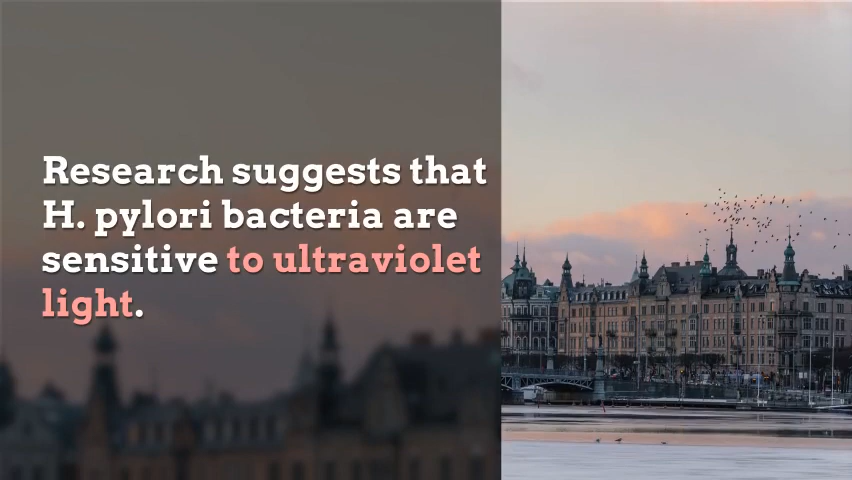 Research suggests that
H. pylori bacteria are
sensitive to ultraviolet
light.